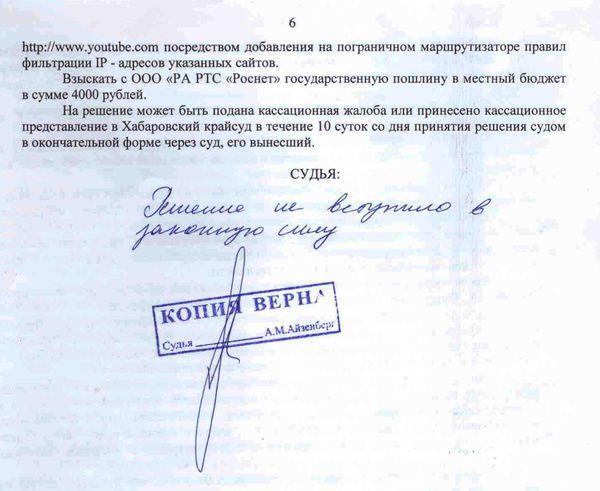 6
http://www.youtube.com посредством добавления на пограничном маршрутизаторе правил
фильтрации IP - адресов указанных сайтов.
Взыскать с ООО «РА РТС «Роснет» государственную пошлину в местный бюджет
в сумме 4000 рублей.
На решение может быть подана кассационная жалоба или принесено кассационное
представление в Хабаровский крайсуд в течение 10 суток со дня принятия решения судом
в окончательной форме через суд, его вынесший.
СУДЬЯ:
Решение не вступило в
законную силу
КОПИЯ ВЕРНА
Судья А.М.Айзенберг